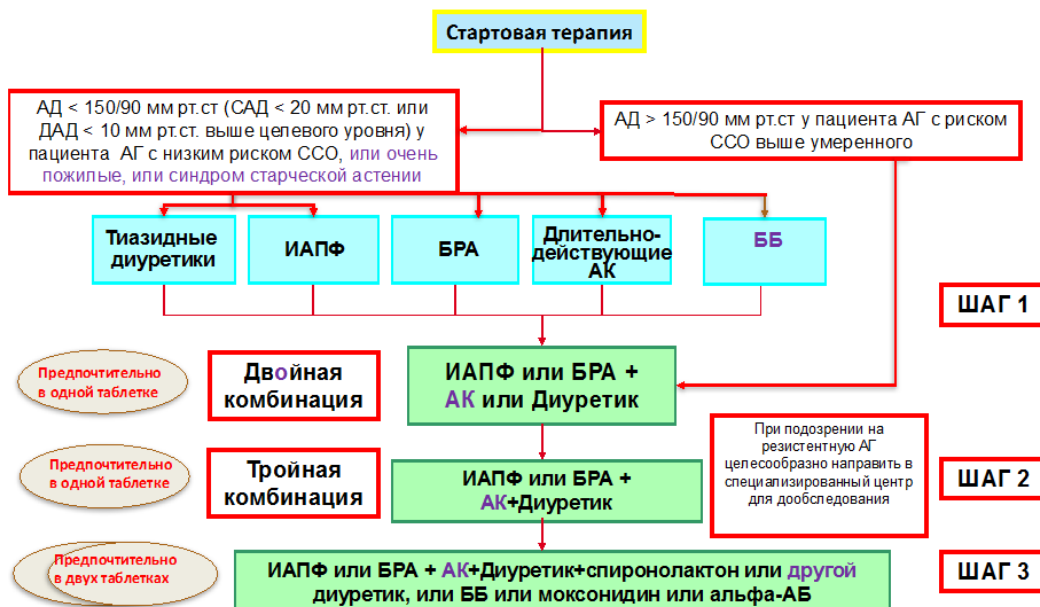 Стартовая терапия
АД < 150/90 мм рт.ст (САД < 20 мм рт.ст. или
ДАД < 10 мм рт.ст. выше целевого уровня) у
пациента АГ с низким риском ССО, или очень
пожилые, или синдром старческой астении
АД > 150/90 мм рт.ст у пациента АГ с риском
ССО выше умеренного
Тиазидные
диуретики
ИАПФ
БРА
Длительно-
действующие
АК
ББ
ШАГ 1
Предпочтительно
в одной таблетке
Двойная
комбинация
ИАПФ или БРА +
АК или Диуретик
Предпочтительно
в одной таблетке
Тройная
комбинация
ИАПФ или БРА +
АК+Диуретик
При подозрении на
резистентную АГ
целесообразно направить в
специализированный центр
для дообследования
ШАГ 2
Предпочтительно
в двух таблетках
ИАПФ или БРА + АК+Диуретик+спиронолактон или другой
диуретик, или ББ или моксонидин или альфа-АБ
ШАГ 3